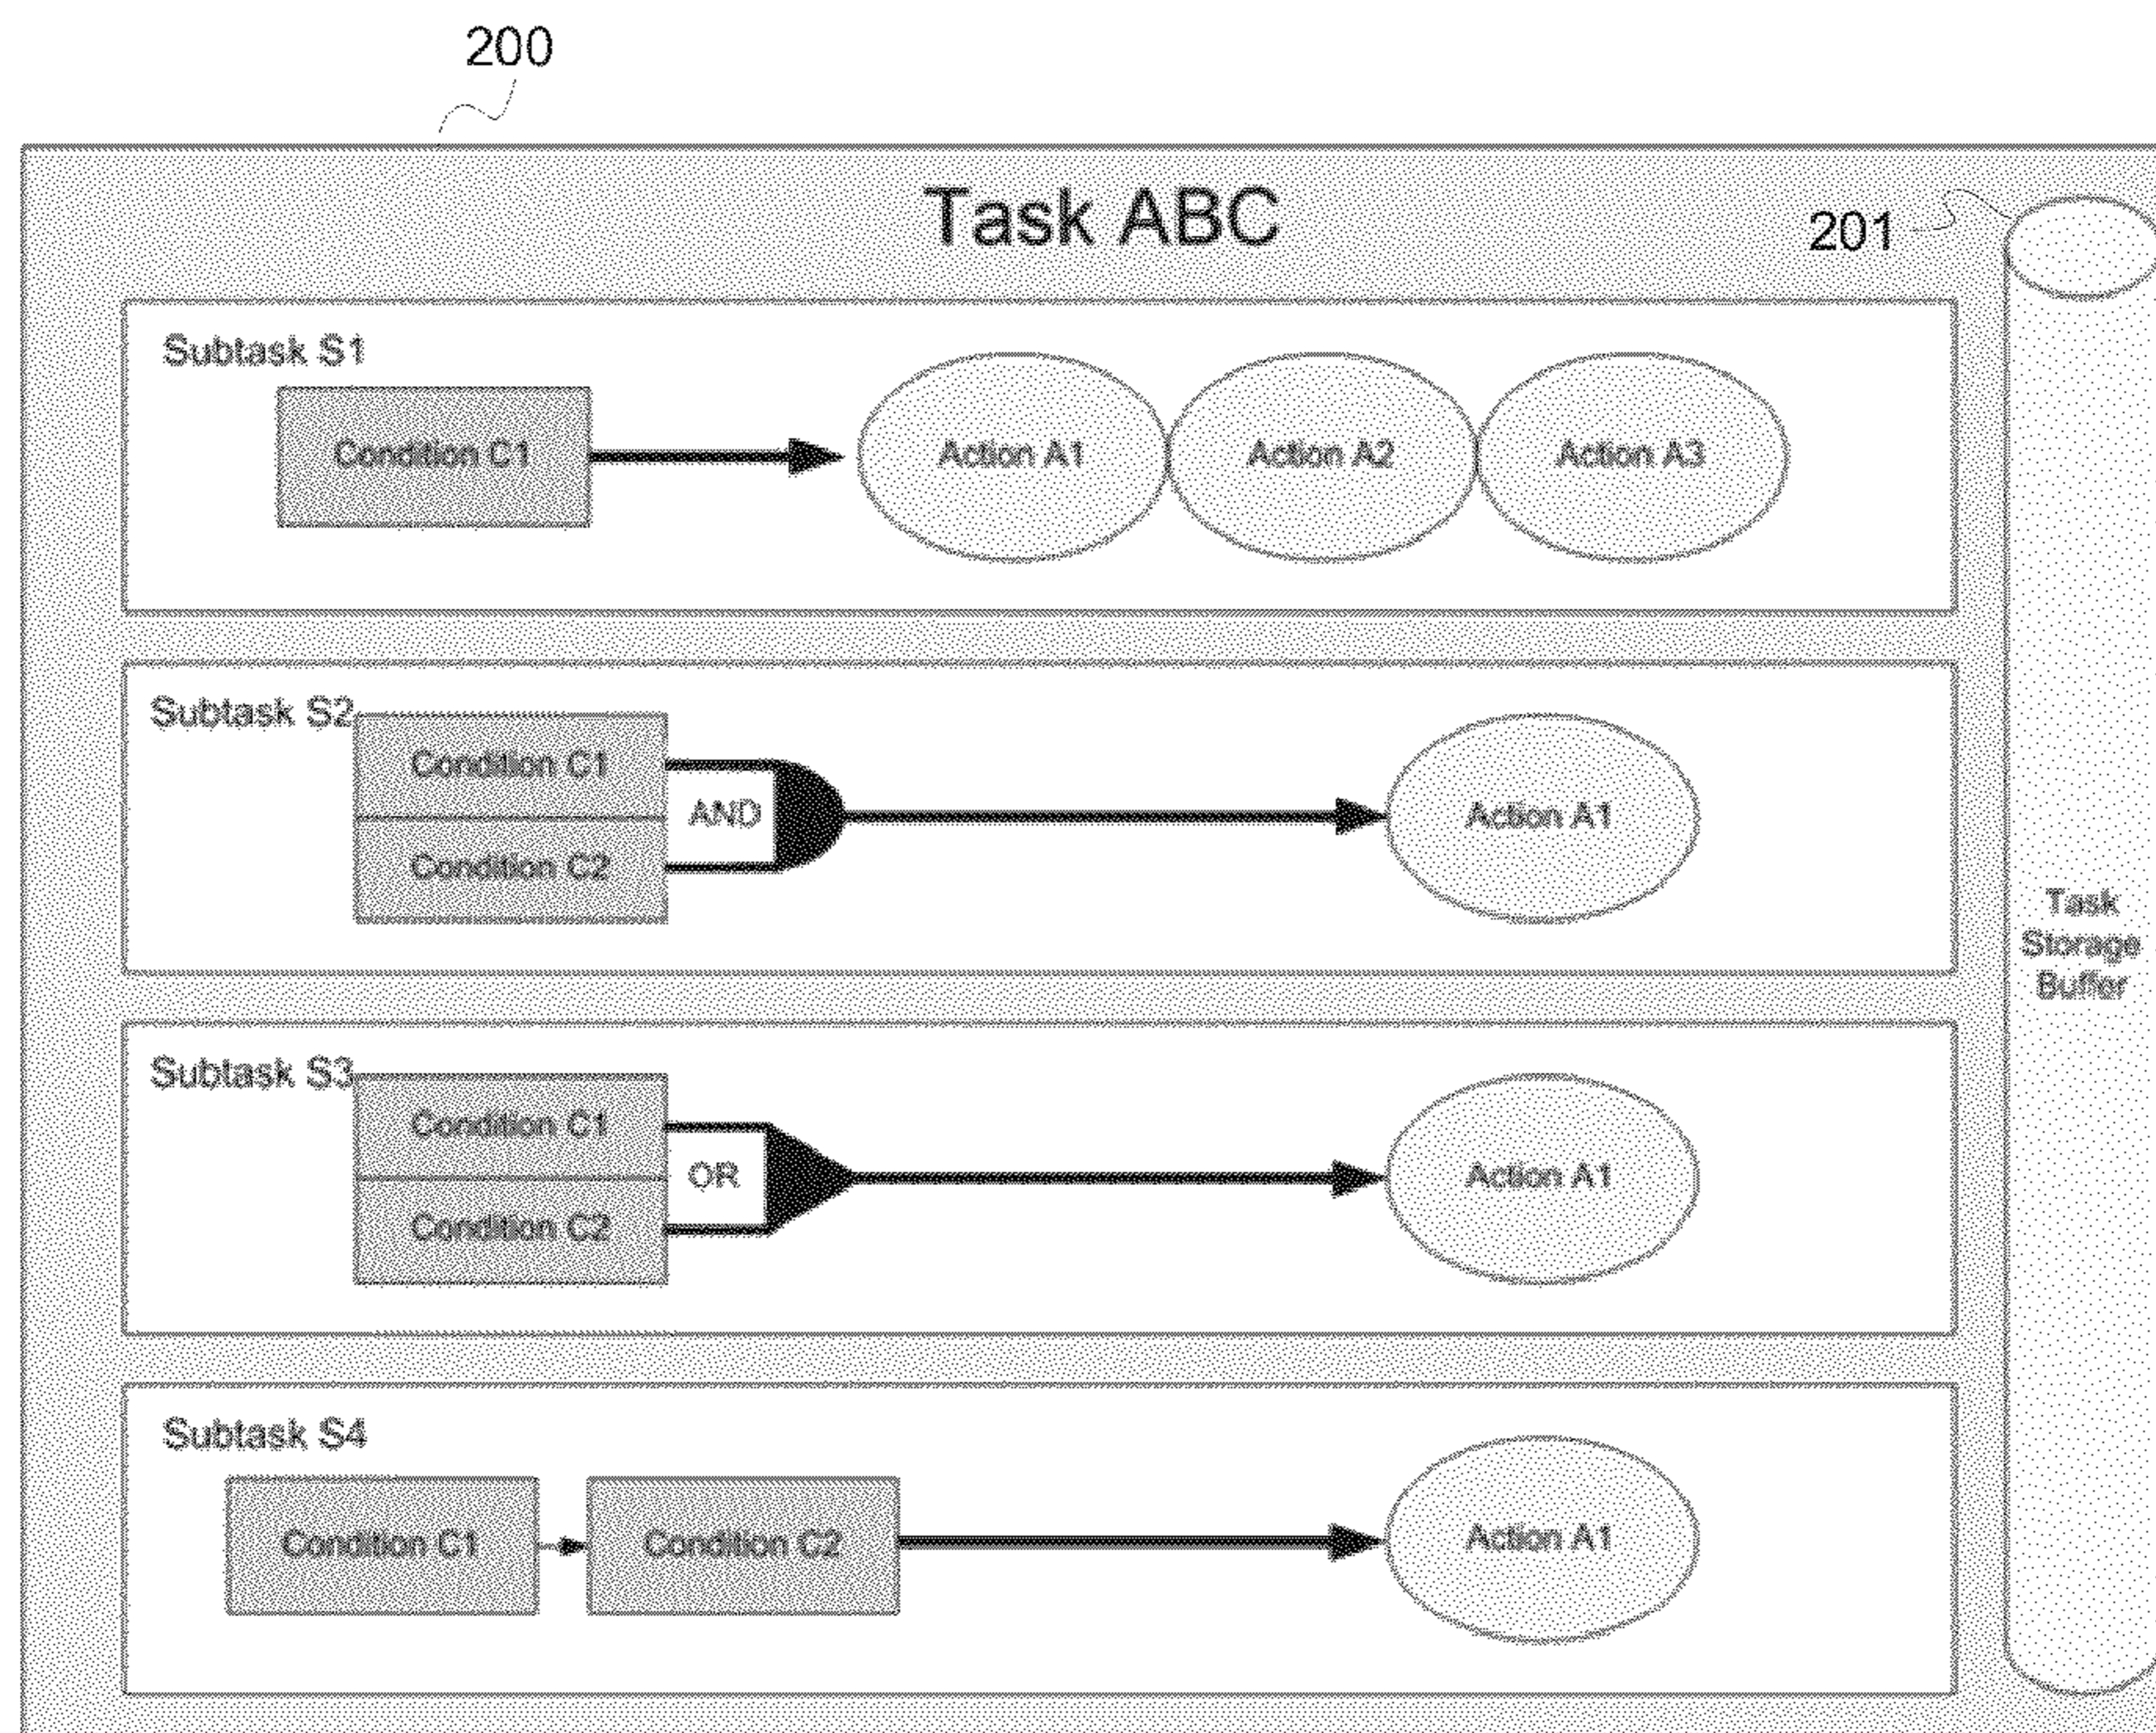 200
Task ABC
201
Subtask S1
Condition C1
Action A1
Action A2
Action A3
Subtask S2
Condition C1
AND
Condition C2
Action A1
Task
Storage
Buffer
Subtask S3
Condition C1
OR
Condition C2
Action A1
Subtask S4
Condition C1
Condition C2
Action A1